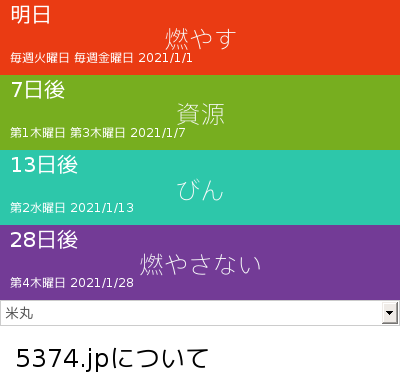 明日
燃やす
毎週火曜日 毎週金曜日 2021/1/1
7日後
資源
第1木曜日 第3木曜日 2021/1/7
13日後
びん
第2水曜日 2021/1/13
28日後
燃やさない
第4木曜日 2021/1/28
米丸
5374.jpについて